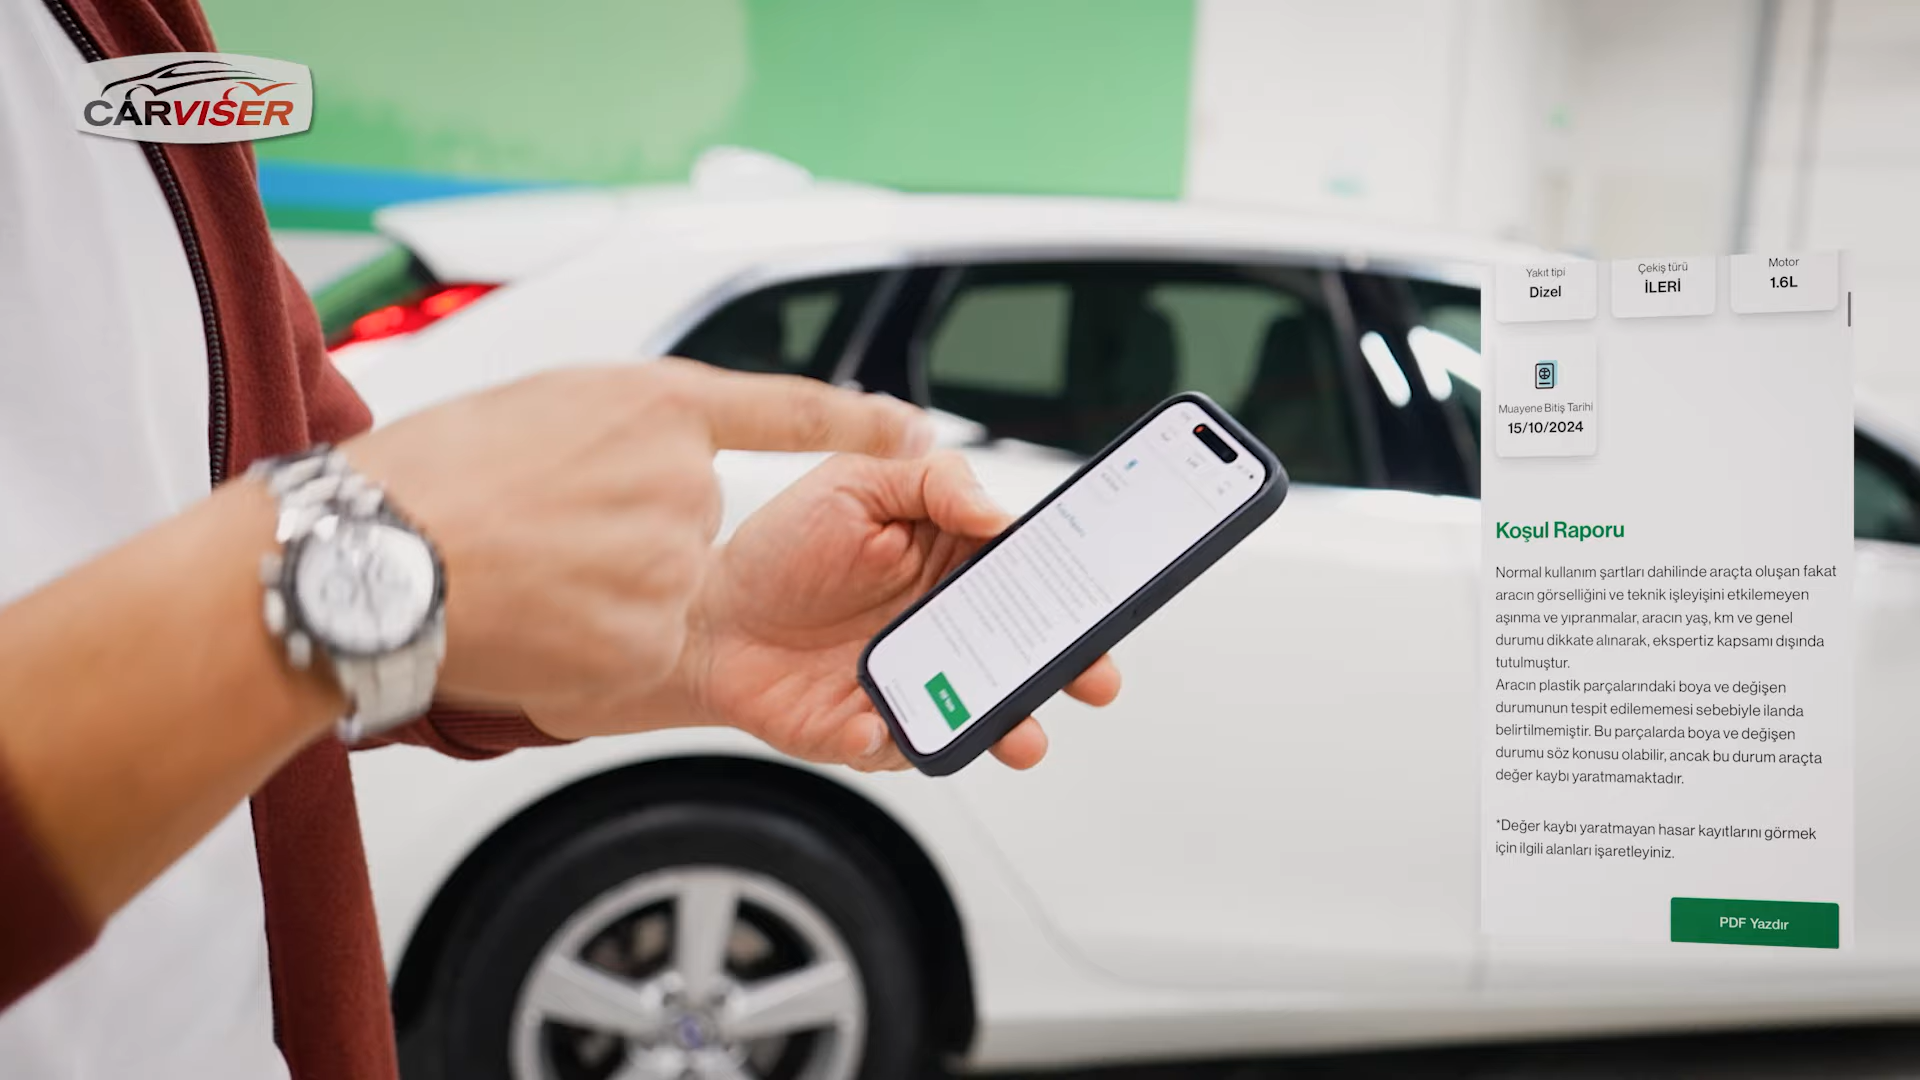 CARVISER
Yakıt tipi
Dizel
Çekiş türü
İLERİ
Motor
1.6L
Muayene Bitiş Tarihi
15/10/2024
Koşul Raporu
Normal kullanım şartları dahilinde araçta oluşan fakat
aracın görselliğini ve teknik işleyişini etkilemeyen
aşınma ve yıpranmalar, aracın yaş, km ve genel
durumu dikkate alınarak, ekspertiz kapsamı dışında
tutulmuştur.
Aracın plastik parçalarındaki boya ve değişen
durumunun tespit edilememesi sebebiyle ilanda
belirtilmemiştir. Bu parçalarda boya ve değişen
durumu söz konusu olabilir, ancak bu durum araçta
değer kaybı yaratmamaktadır.
*Değer kaybı yaratmayan hasar kayıtlarını görmek
için ilgili alanları işaretleyiniz.
PDF Yazdır